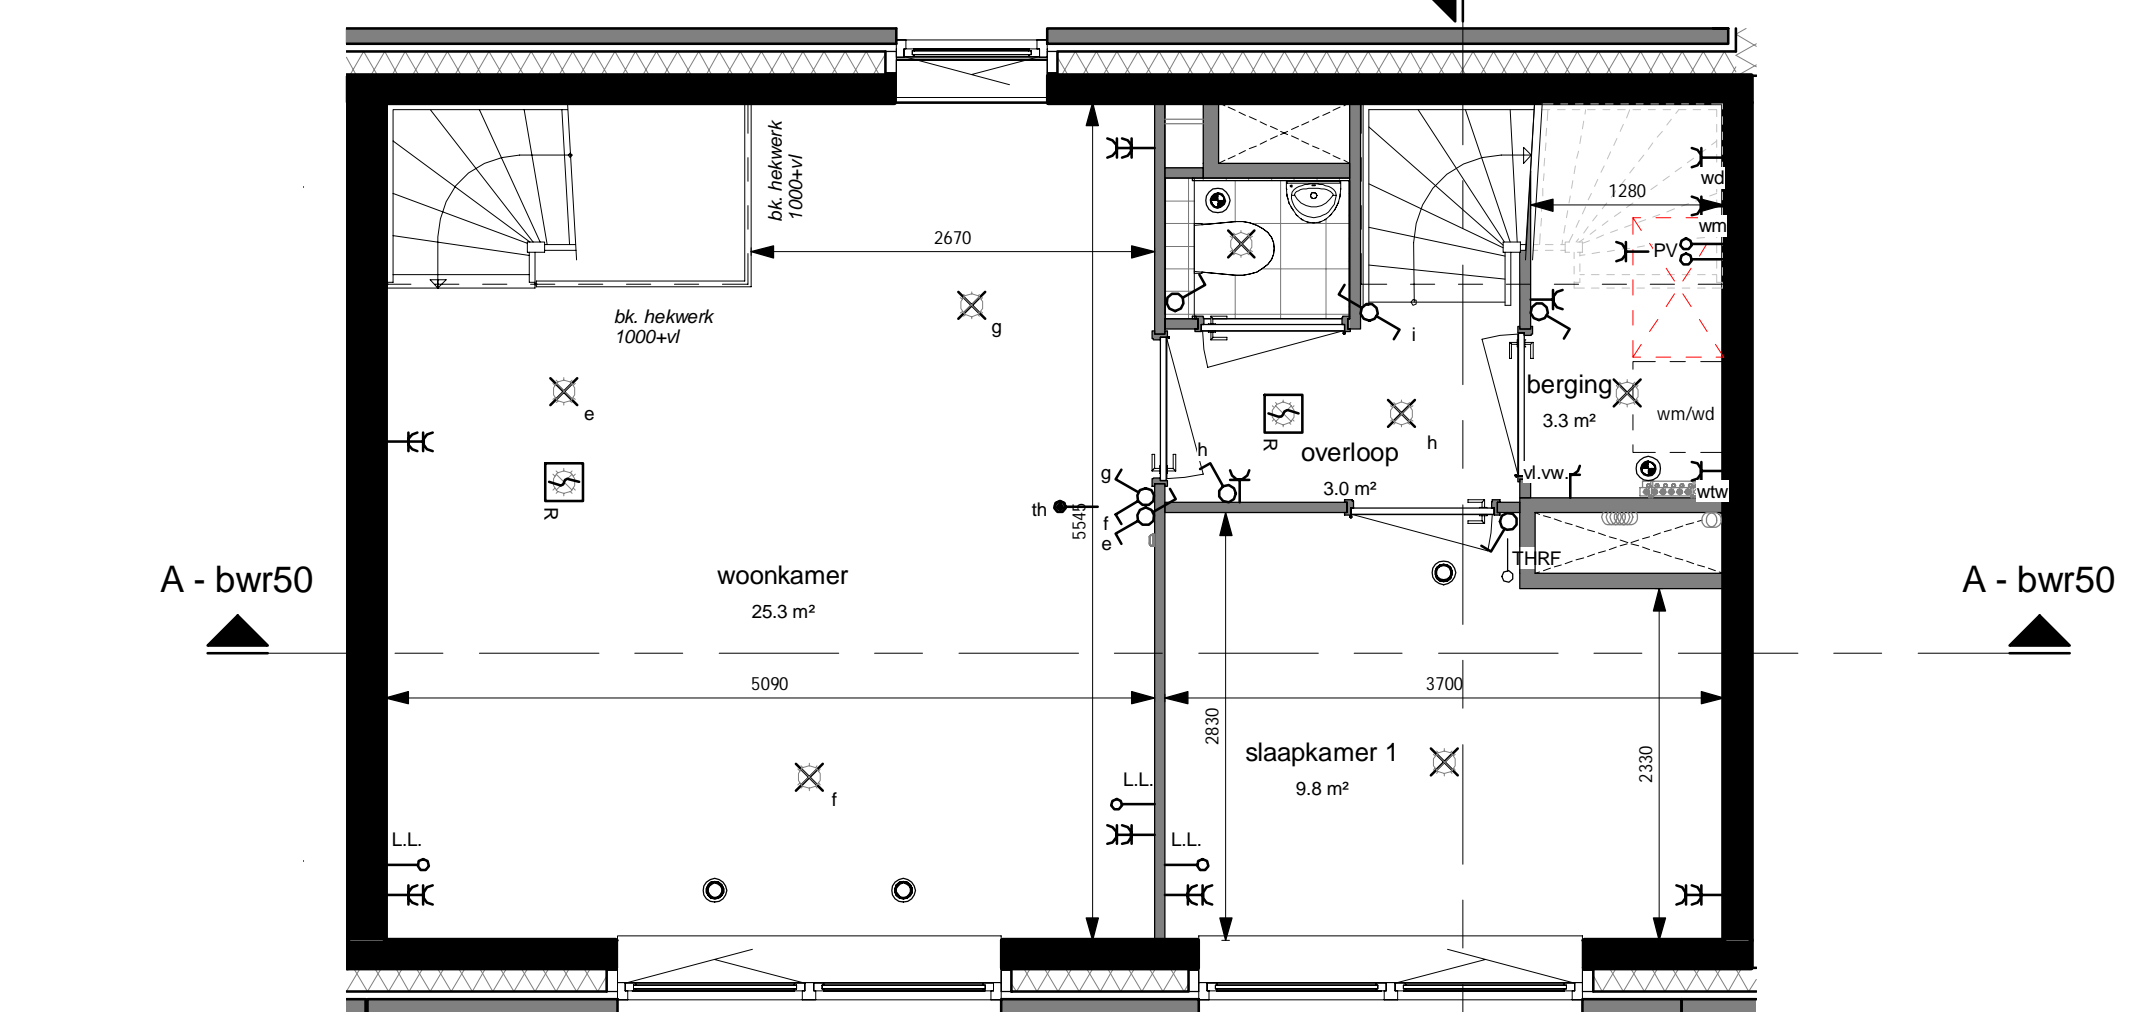 bk. hekwerk
1000+vl
wd
1280
wm
PV
2670
bk. hekwerk
1000+vl
g
i
e
berging
3.3 m²
wm/wd
h
h
overloop
3.0 m²
R
R
g
vl.vw.
wtw
th
f
e
5545
THRF
woonkamer
25.3 m²
A - bwr50
A - bwr50
5090
3700
2830
slaapkamer 1
9.8 m²
2330
f
L.L.
L.L.
L.L.